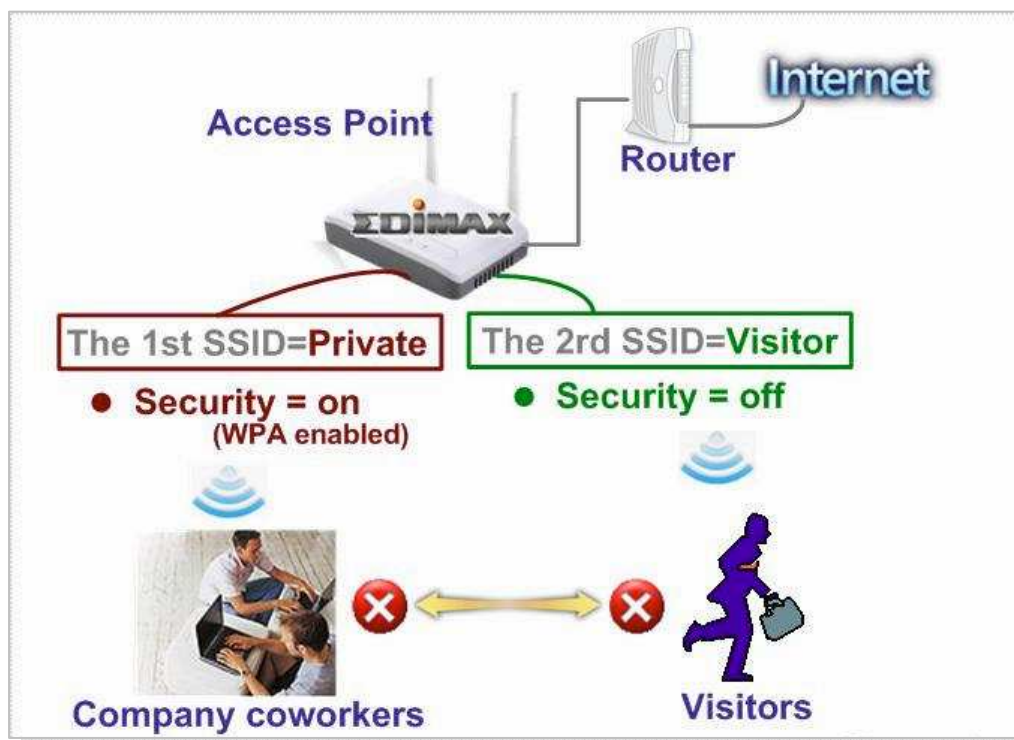 Internet
Access Point
Router
EDIMAX
The 1st SSID=Private
The 2rd SSID=Visitor
● Security = on
(WPA enabled)
● Security = off
Company coworkers
Visitors